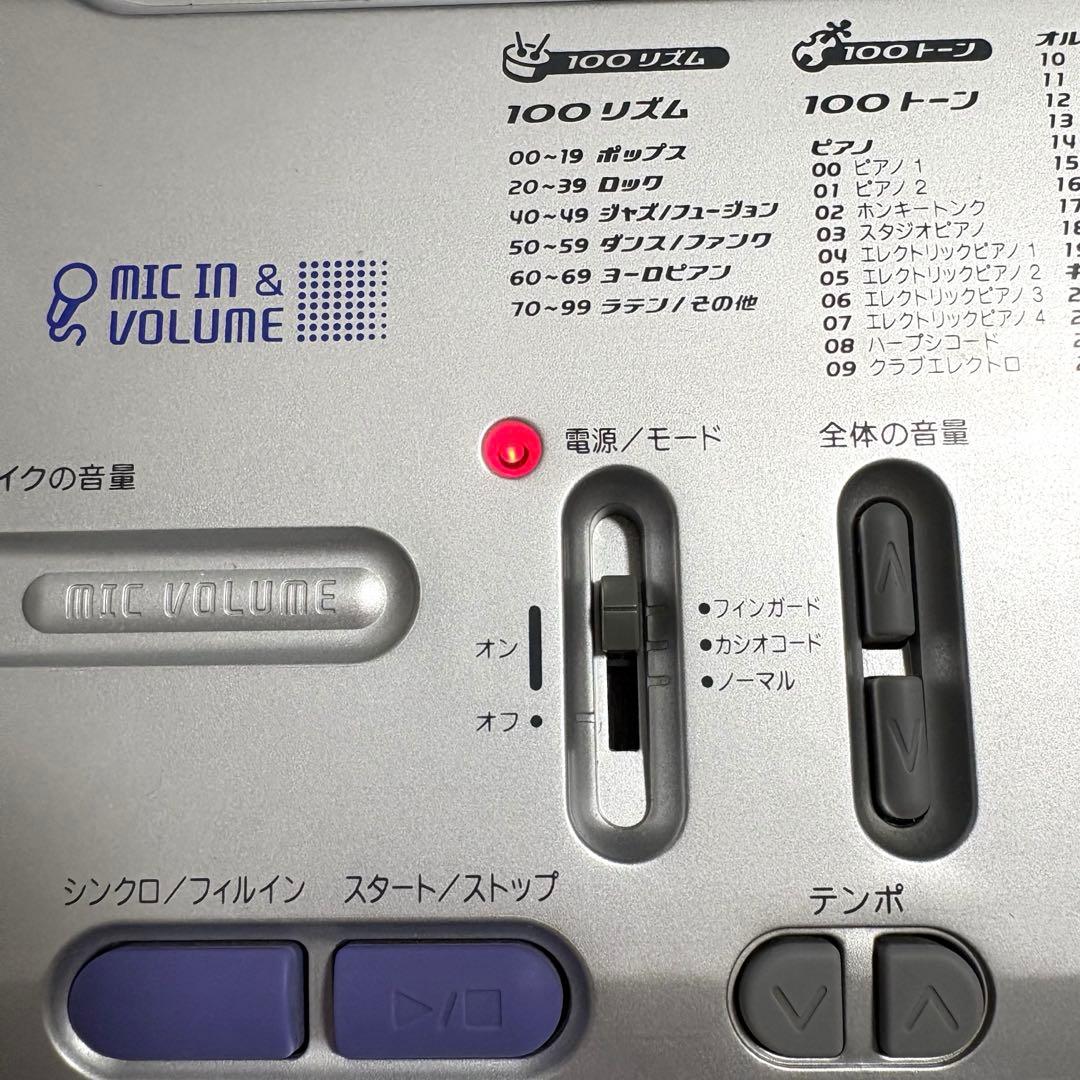 100リズム
100リズム
00~19 ポップス
20~39 ロック
40~49 ジャズ/フュージョン
50~59 ダンス/ファンク
60~69 ヨーロピアン
70~99 ラテン/その他
100トーン
100トーン
ピアノ
00 ピアノ 1
01 ピアノ 2
02 ホンキートンク
03 スタジオピアノ
04 エレクトリックピアノ 1
05 エレクトリックピアノ 2
06 エレクトリックピアノ 3
07 エレクトリックピアノ 4
08 ハープシコード
09 クラブエレクトロ
オル
10
11
12
13
14
15
16
17
18
19
MIC IN &
VOLUME
イクの音量
MIC VOLUME
電源/モード
オン
オフ●
●フィンガード
●カシオコード
●ノーマル
全体の音量
シンクロ/フィルイン
スタート/ストップ
テンポ